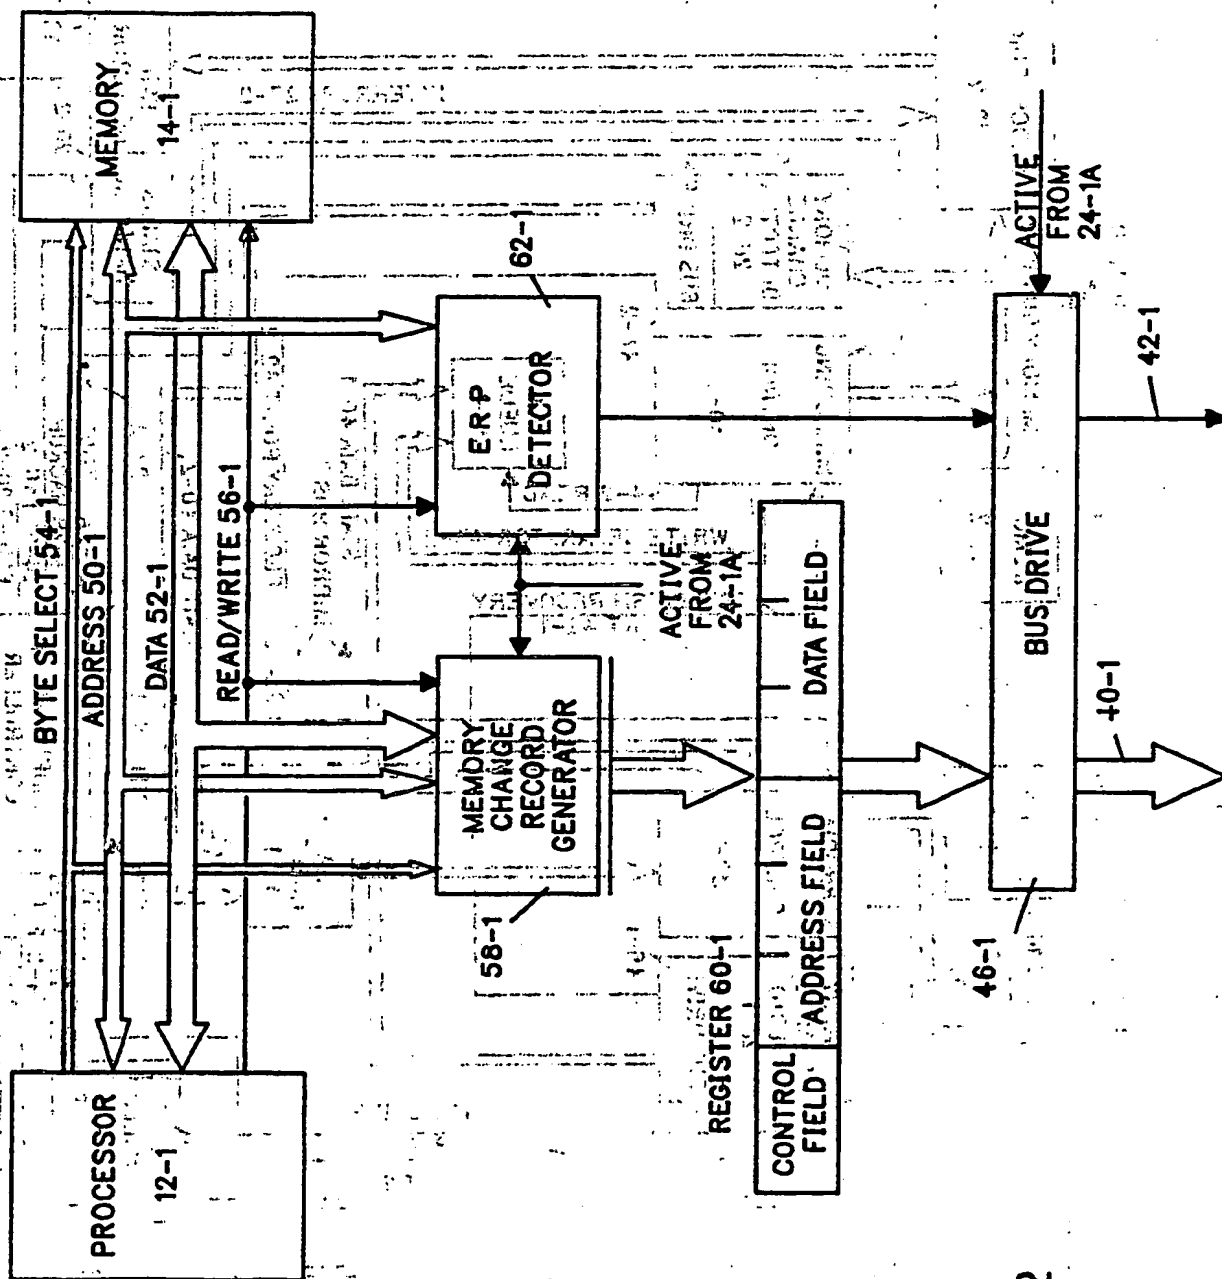 PROCESSOR
12-1
MEMORY
14-1
BYTE SELECT 54-1
ADDRESS 50-1
DATA 52-1
READ/WRITE 56-1
MEMORY
CHANGE
RECORD
GENERATOR
58-1
ERP
DETECTOR
62-1
ACTIVE
FROM
24-1A
REGISTER 60-1
CONTROL
FIELD
ADDRESS FIELD
DATA FIELD
BUS DRIVE
46-1
ACTIVE
FROM
24-1A
40-1
42-1